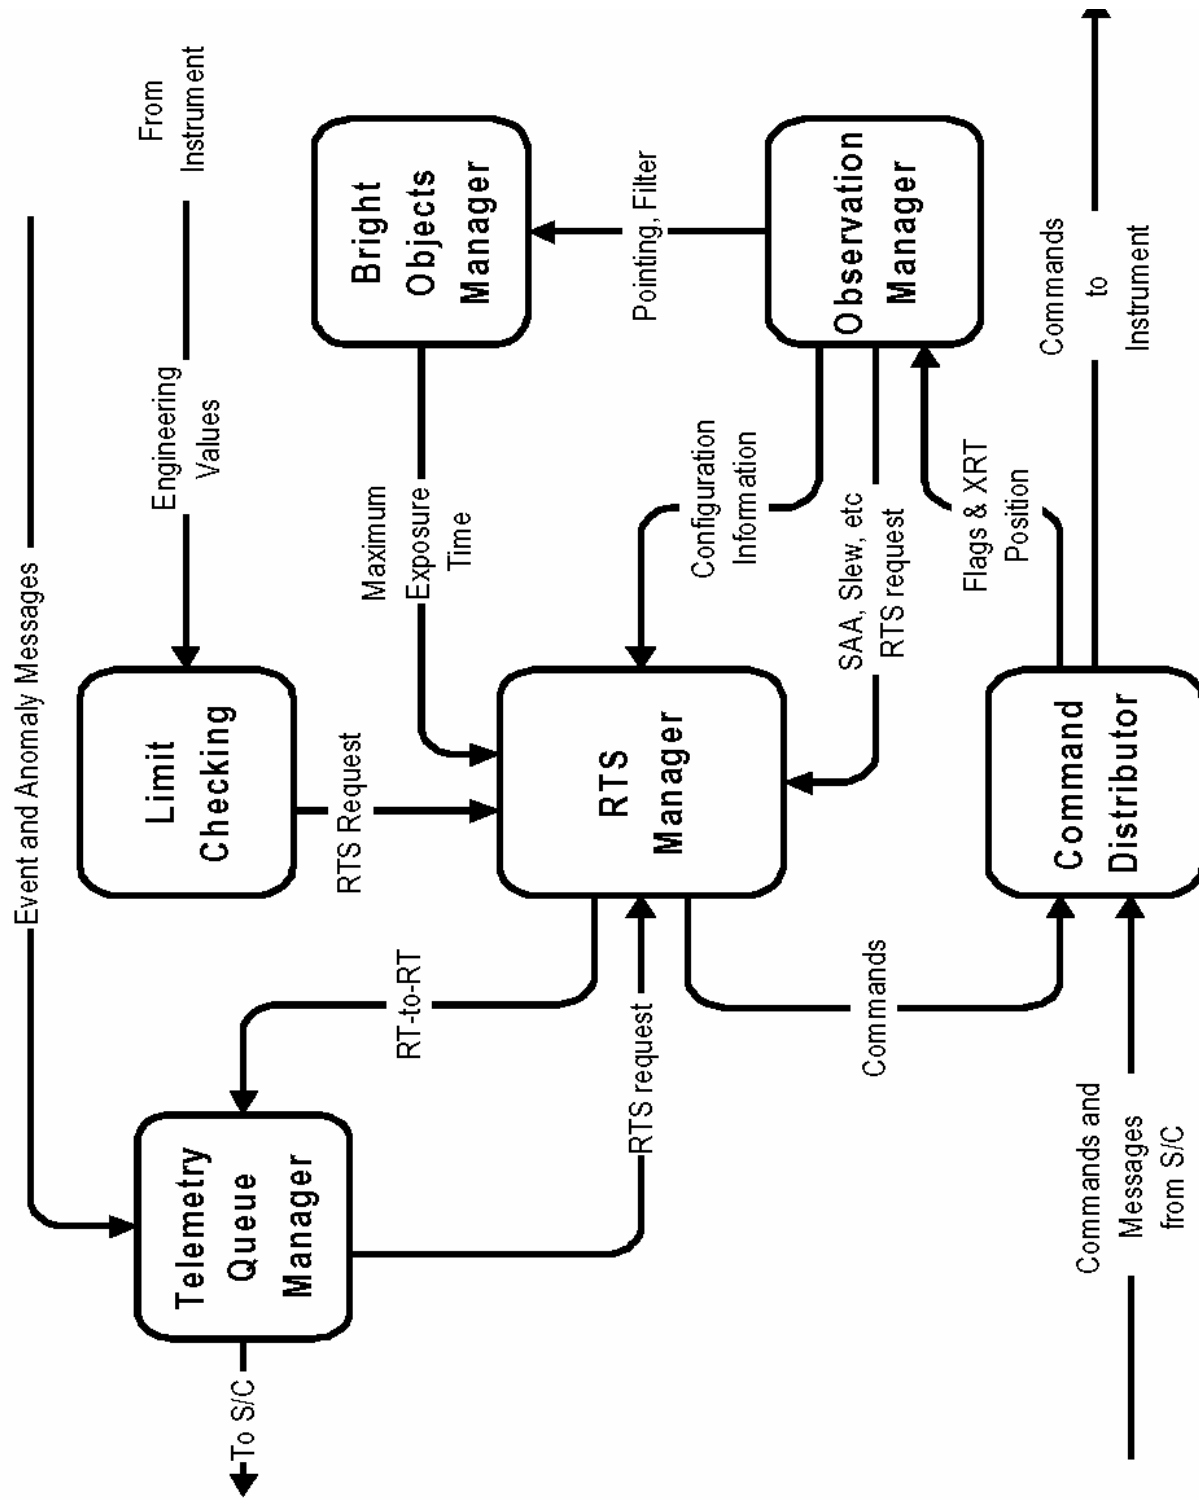 Event and Anomaly Messages
From
Instrument
Engineering
Values
Limit
Checking
RTS Request
Telemetry
Queue
Manager
To S/C
RT-to-RT
RTS request
Bright
Objects
Manager
Maximum
Exposure
Time
Pointing, Filter
RTS
Manager
Configuration
Information
SAA, Slew, etc
RTS request
Observation
Manager
Flags & XRT
Position
Commands
Command
Distributor
Commands
to
Instrument
Commands and
Messages
from S/C